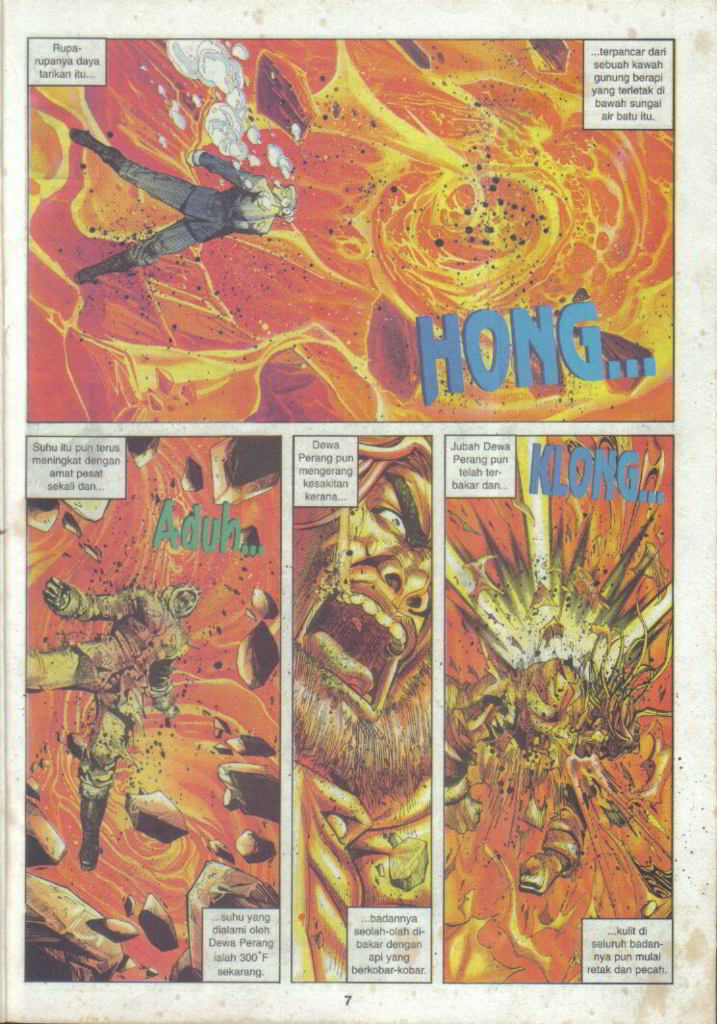 Rupa-
rupanya daya
tarikan itu...
...terpancar dari
sebuah kawah
gunung berapi
yang terletak di
bawah sungai
air batu itu.
HONG...
Suhu itu pun terus
meningkat dengan
amat pesat
sekali dan...
Aduh...
...suhu yang
dialami oleh
Dewa Perang
ialah 300°F
sekarang.
Dewa
Perang pun
mengerang
kesakitan
kerana...
...badannya
seolah-olah di-
bakar dengan
api yang
berkobar-kobar.
Jubah Dewa
Perang pun
telah ter-
bakar dan...
KLONG...
...kulit di
seluruh badan-
nya pun mulai
retak dan pecah.
7